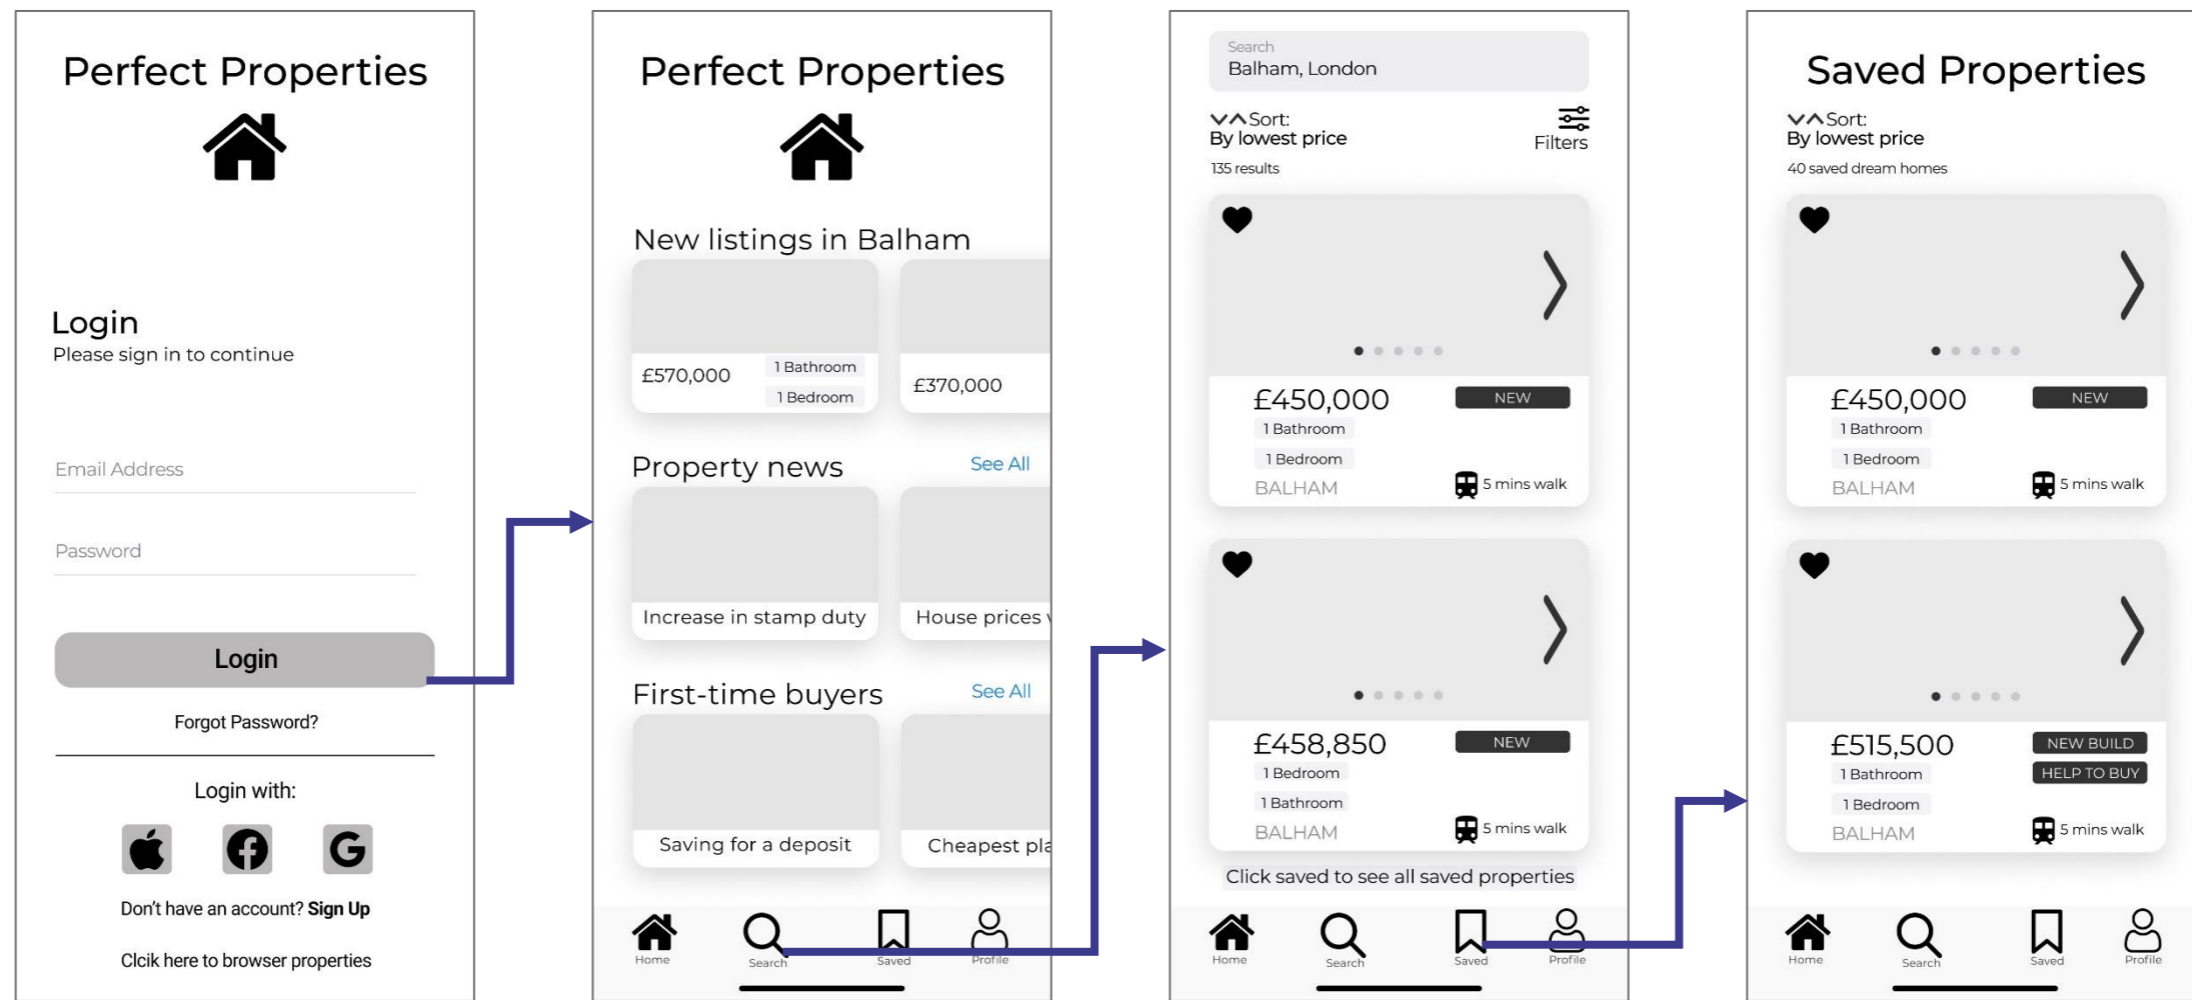 Perfect Properties
Login
Please sign in to continue
Email Address
Password
Login
Forgot Password?
Login with:
Don't have an account? Sign Up
Clcik here to browser properties
Perfect Properties
New listings in Balham
£570,000
1 Bathroom
1 Bedroom
£370,000
Property news
See All
Increase in stamp duty
House prices
First-time buyers
See All
Saving for a deposit
Cheapest pla
Home
Search
Saved
Profile
Search
Balham, London
Sort:
By lowest price
Filters
135 results
£450,000
NEW
1 Bathroom
1 Bedroom
BALHAM
5 mins walk
£458,850
NEW
1 Bedroom
1 Bathroom
BALHAM
5 mins walk
Click saved to see all saved properties
Home
Search
Saved
Profile
Saved Properties
Sort:
By lowest price
40 saved dream homes
£450,000
NEW
1 Bathroom
1 Bedroom
BALHAM
5 mins walk
£515,500
NEW BUILD
1 Bathroom
HELP TO BUY
1 Bedroom
BALHAM
5 mins walk
Home
Search
Saved
Profile